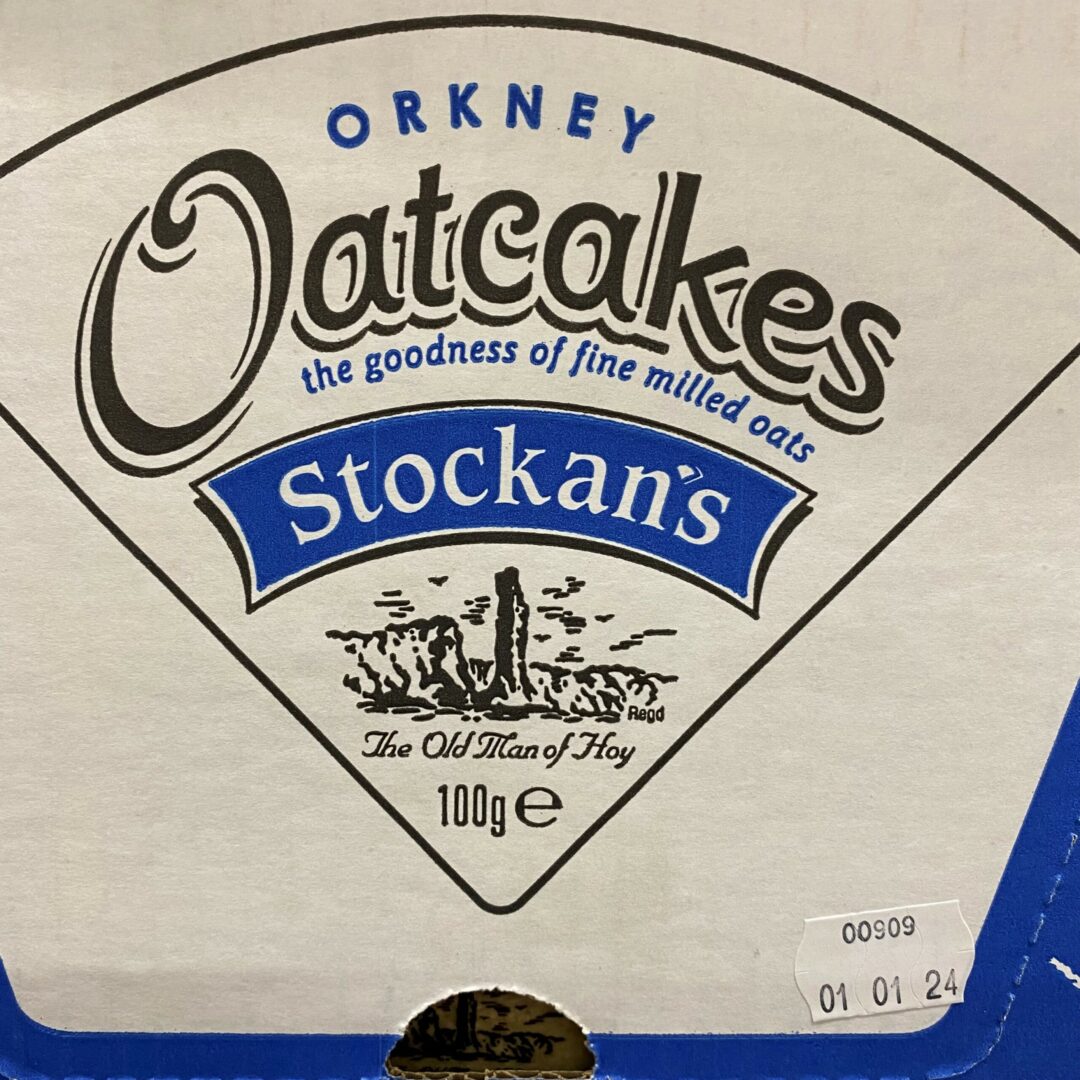 ORKNEY
Oatcakes
the goodness of fine milled oats
Stockan's
Regd
The Old Man of Hoy
100g ℮
00909
01 01 24